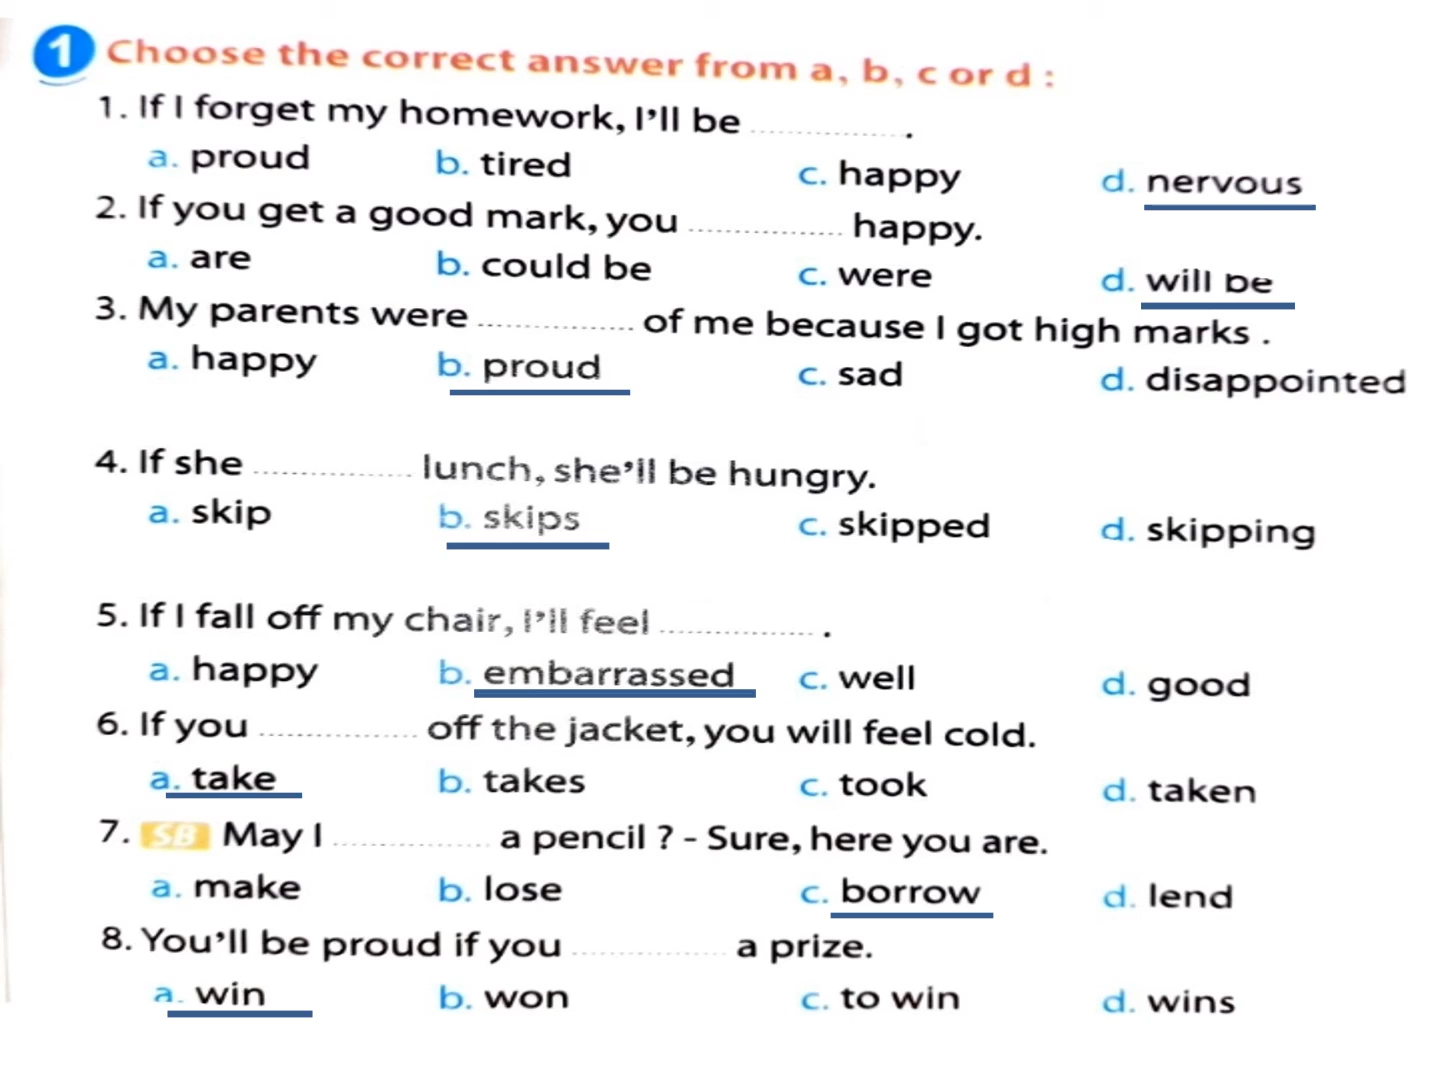 1 Choose the correct answer from a, b, c or d :
1. If I forget my homework, I'll be .................... .
a. proud b. tired c. happy d. nervous
2. If you get a good mark, you .................... happy.
a. are b. could be c. were d. will be
3. My parents were .................... of me because I got high marks .
a. happy b. proud c. sad d. disappointed
4. If she .................... lunch, she'll be hungry.
a. skip b. skips c. skipped d. skipping
5. If I fall off my chair, I'll feel .................... .
a. happy b. embarrassed c. well d. good
6. If you .................... off the jacket, you will feel cold.
a. take b. takes c. took d. taken
7. SB May I .................... a pencil ? - Sure, here you are.
a. make b. lose c. borrow d. lend
8. You'll be proud if you .................... a prize.
a. win b. won c. to win d. wins